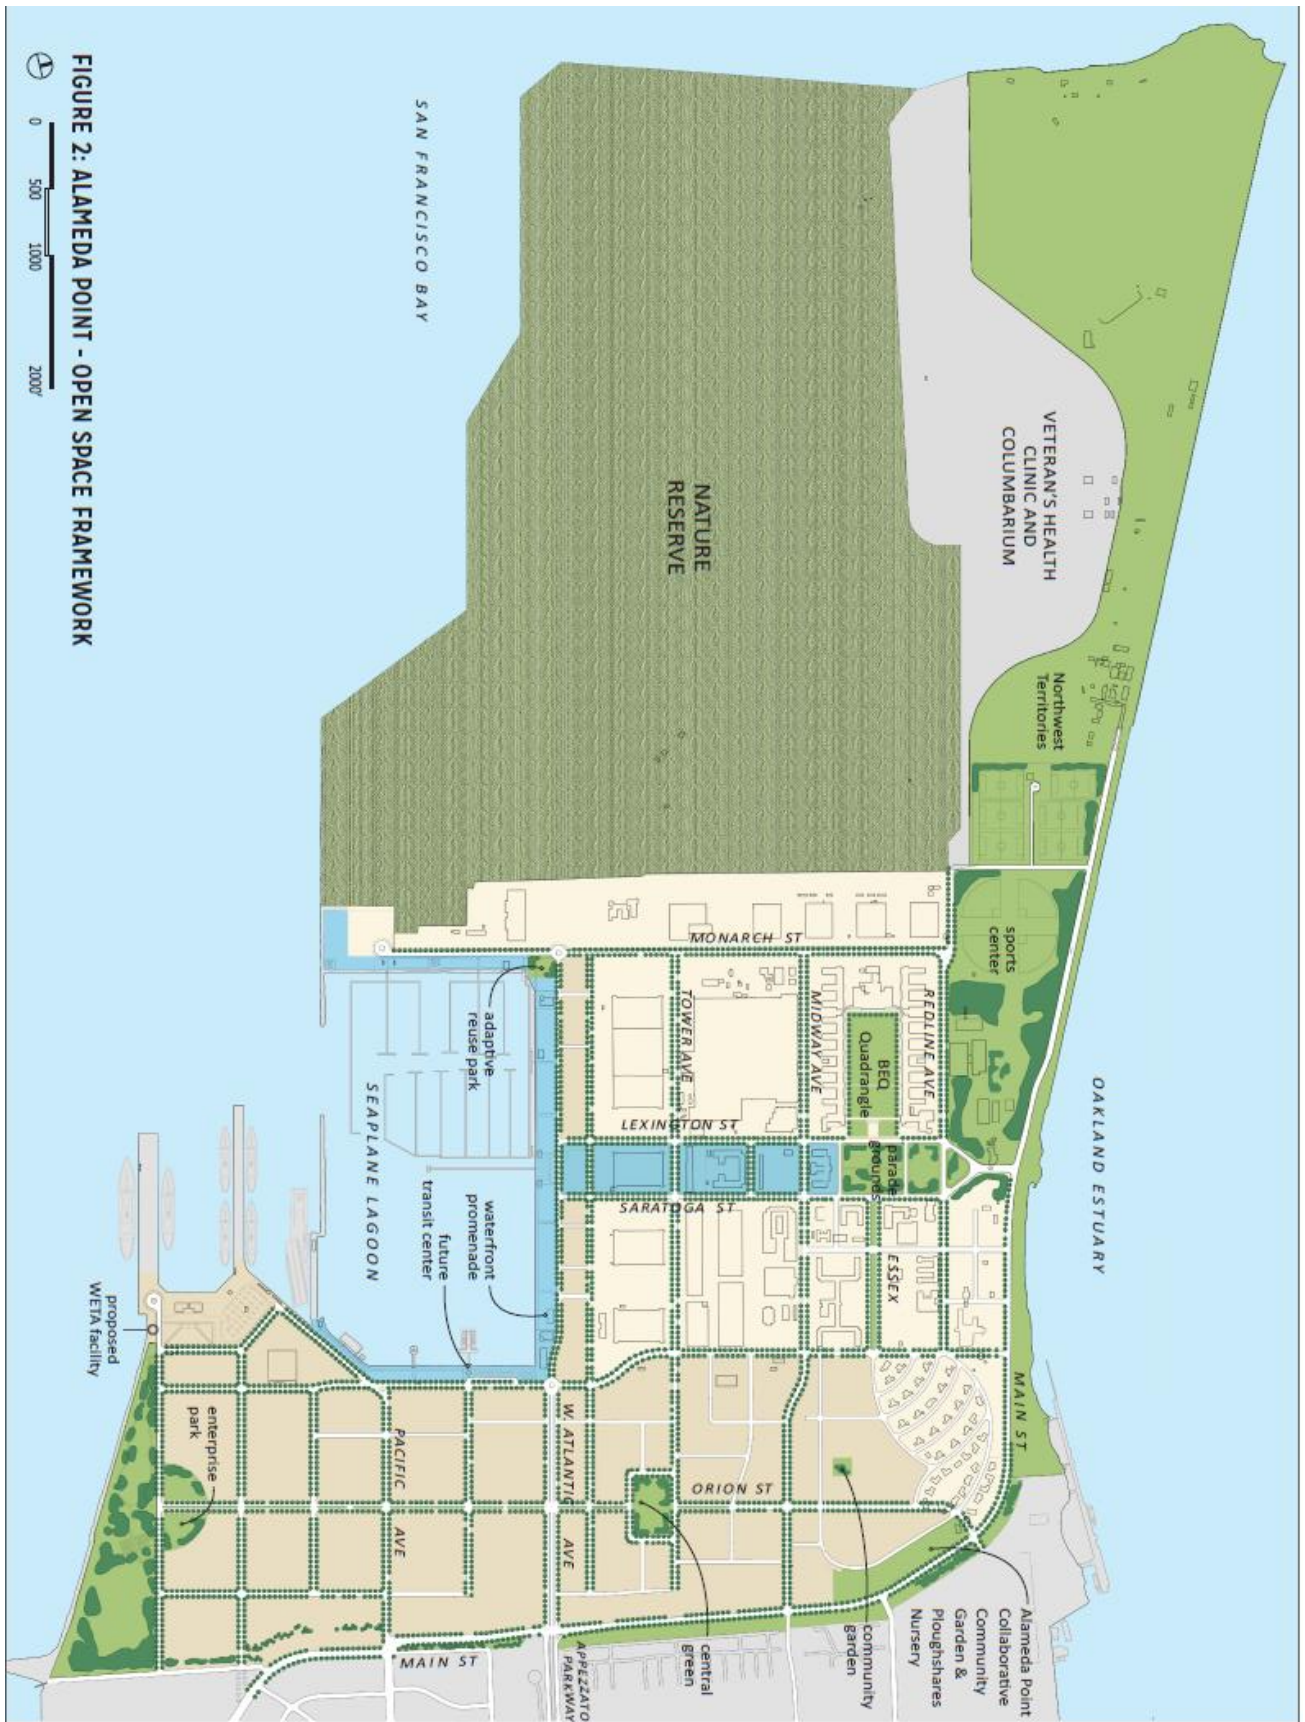 FIGURE 2: ALAMEDA POINT - OPEN SPACE FRAMEWORK
0 500 1000 2000'
SAN FRANCISCO BAY
OAKLAND ESTUARY
VETERAN'S HEALTH
CLINIC AND
COLUMBARIUM
Northwest
Territories
NATURE
RESERVE
sports
center
MONARCH ST
REDLINE AVE
BEQ
Quadrangle
MIDWAY AVE
TOWER AVE
adaptive
reuse park
LEXINGTON ST
parade
grounds
SARATOGA ST
ESSEX
SEAPLANE LAGOON
waterfront
promenade
future
transit center
proposed
WETA facility
MAIN ST
enterprise
park
PACIFIC
AVE
W. ATLANTIC
AVE
ORION ST
Alameda Point
Collaborative
Community
Garden &
Ploughshares
Nursery
community
garden
central
green
APPEZZATO
PARKWAY
MAIN ST